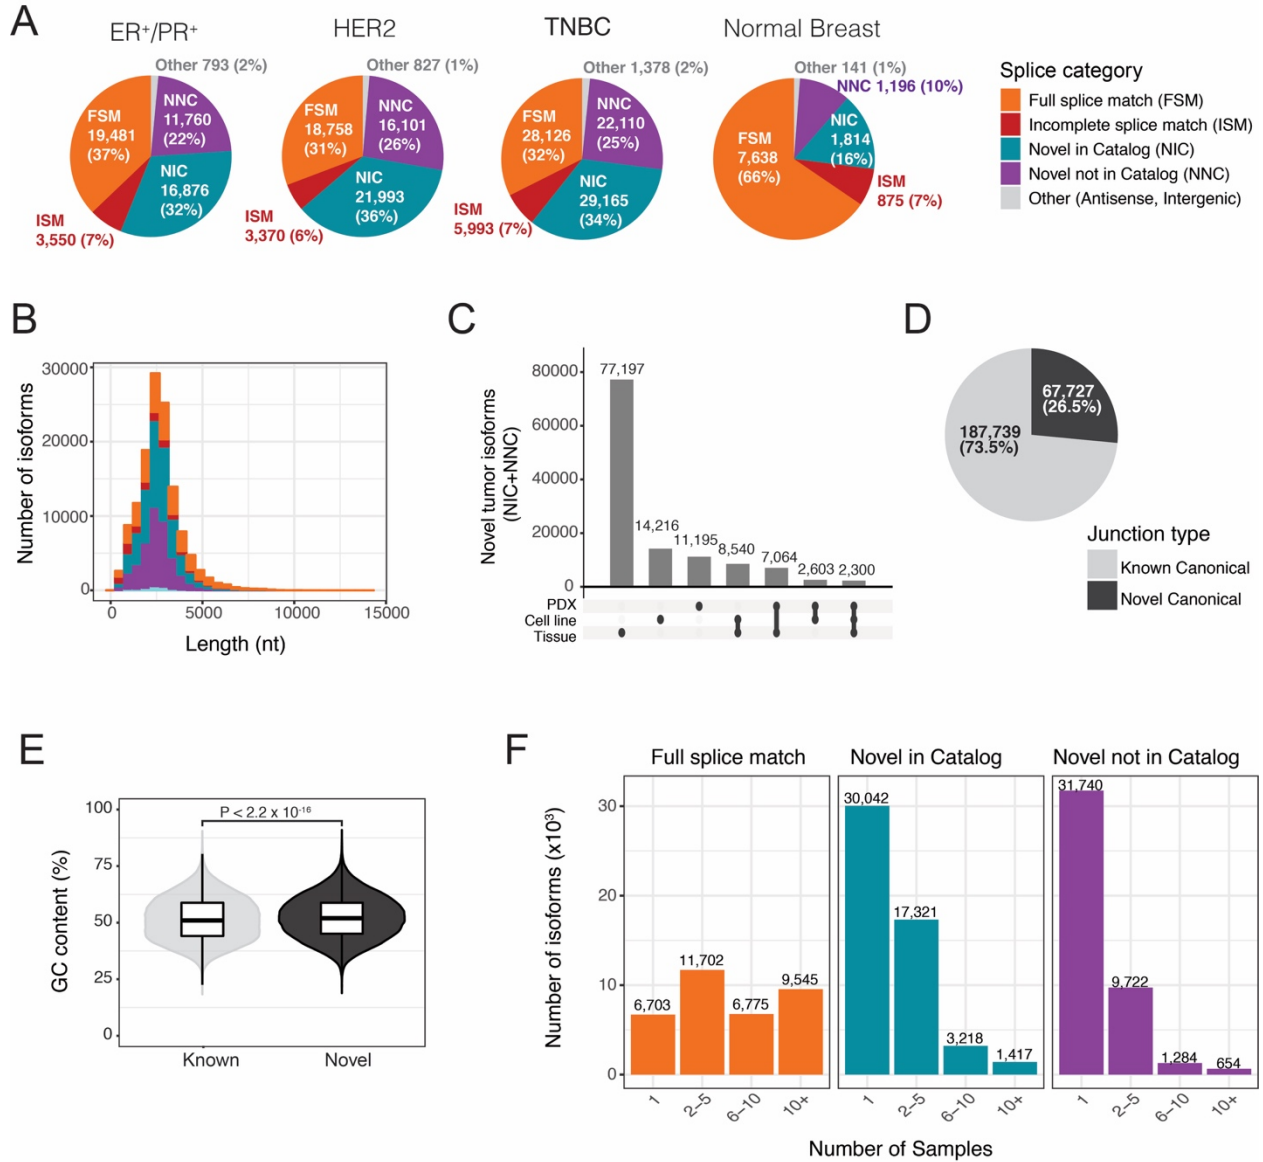 A
ER+/PR+
HER2
TNBC
Normal Breast
Other 793 (2%)
NNC
11,760
(22%)
FSM
19,481
(37%)
NIC
16,876
(32%)
ISM
3,550 (7%)
Other 827 (1%)
NNC
16,101
(26%)
FSM
18,758
(31%)
NIC
21,993
(36%)
ISM
3,370 (6%)
Other 1,378 (2%)
NNC
22,110
(25%)
FSM
28,126
(32%)
NIC
29,165
(34%)
ISM
5,993 (7%)
Other 141 (1%)
NNC 1,196 (10%)
NIC
1,814
(16%)
FSM
7,638
(66%)
ISM
875 (7%)
Splice category
Full splice match (FSM)
Incomplete splice match (ISM)
Novel in Catalog (NIC)
Novel not in Catalog (NNC)
Other (Antisense, Intergenic)
B
Number of isoforms
30000
20000
10000
0
0
5000
10000
15000
Length (nt)
C
Novel tumor isoforms
(NIC+NNC)
80000
60000
40000
20000
0
77,197
14,216
11,195
8,540
7,064
2,603
2,300
PDX
Cell line
Tissue
D
67,727
(26.5%)
187,739
(73.5%)
Junction type
Known Canonical
Novel Canonical
E
GC content (%)
100
75
50
25
0
P < 2.2 x 10-16
Known
Novel
F
Number of isoforms (x10³)
30
20
10
0
Full splice match
6,703
11,702
6,775
9,545
1
2–5
6–10
10+
Novel in Catalog
30,042
17,321
3,218
1,417
1
2–5
6–10
10+
Novel not in Catalog
31,740
9,722
1,284
654
1
2–5
6–10
10+
Number of Samples